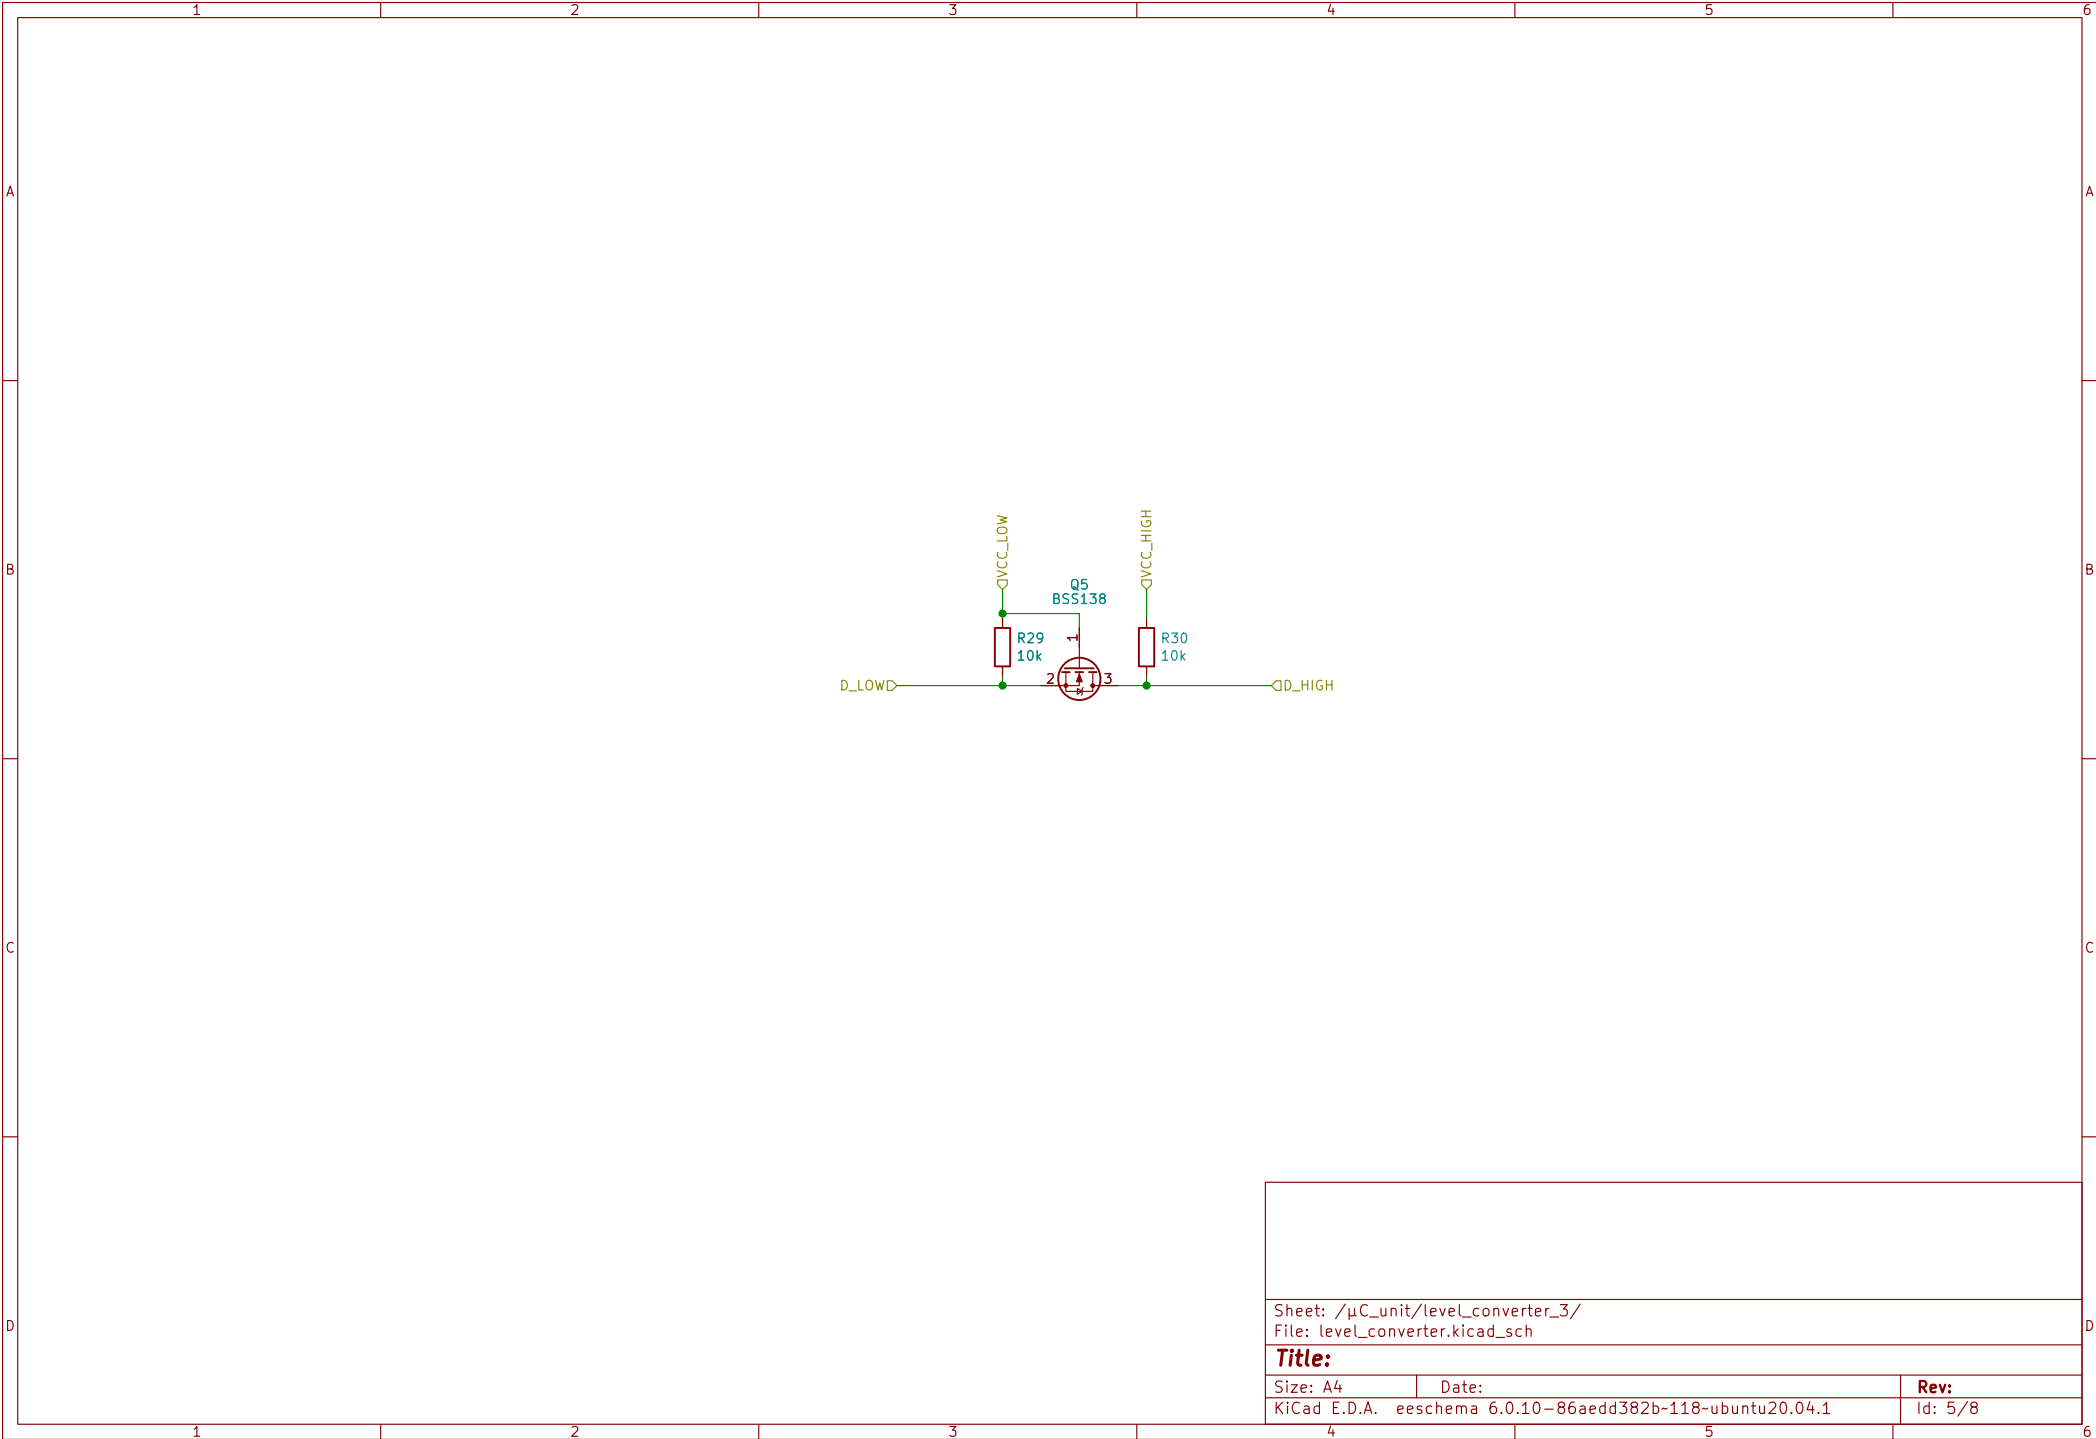 1 2 3 4 5 6
A A
VCC_LOW
VCC_HIGH
B B
Q5
BSS138
1
R29
10k
R30
10k
D_LOW
2
3
D_HIGH
C C
Sheet: /µC_unit/level_converter_3/
File: level_converter.kicad_sch
D D
Title:
Size: A4
Date:
Rev:
KiCad E.D.A. eeschema 6.0.10-86aedd382b~118~ubuntu20.04.1
Id: 5/8
1 2 3 4 5 6